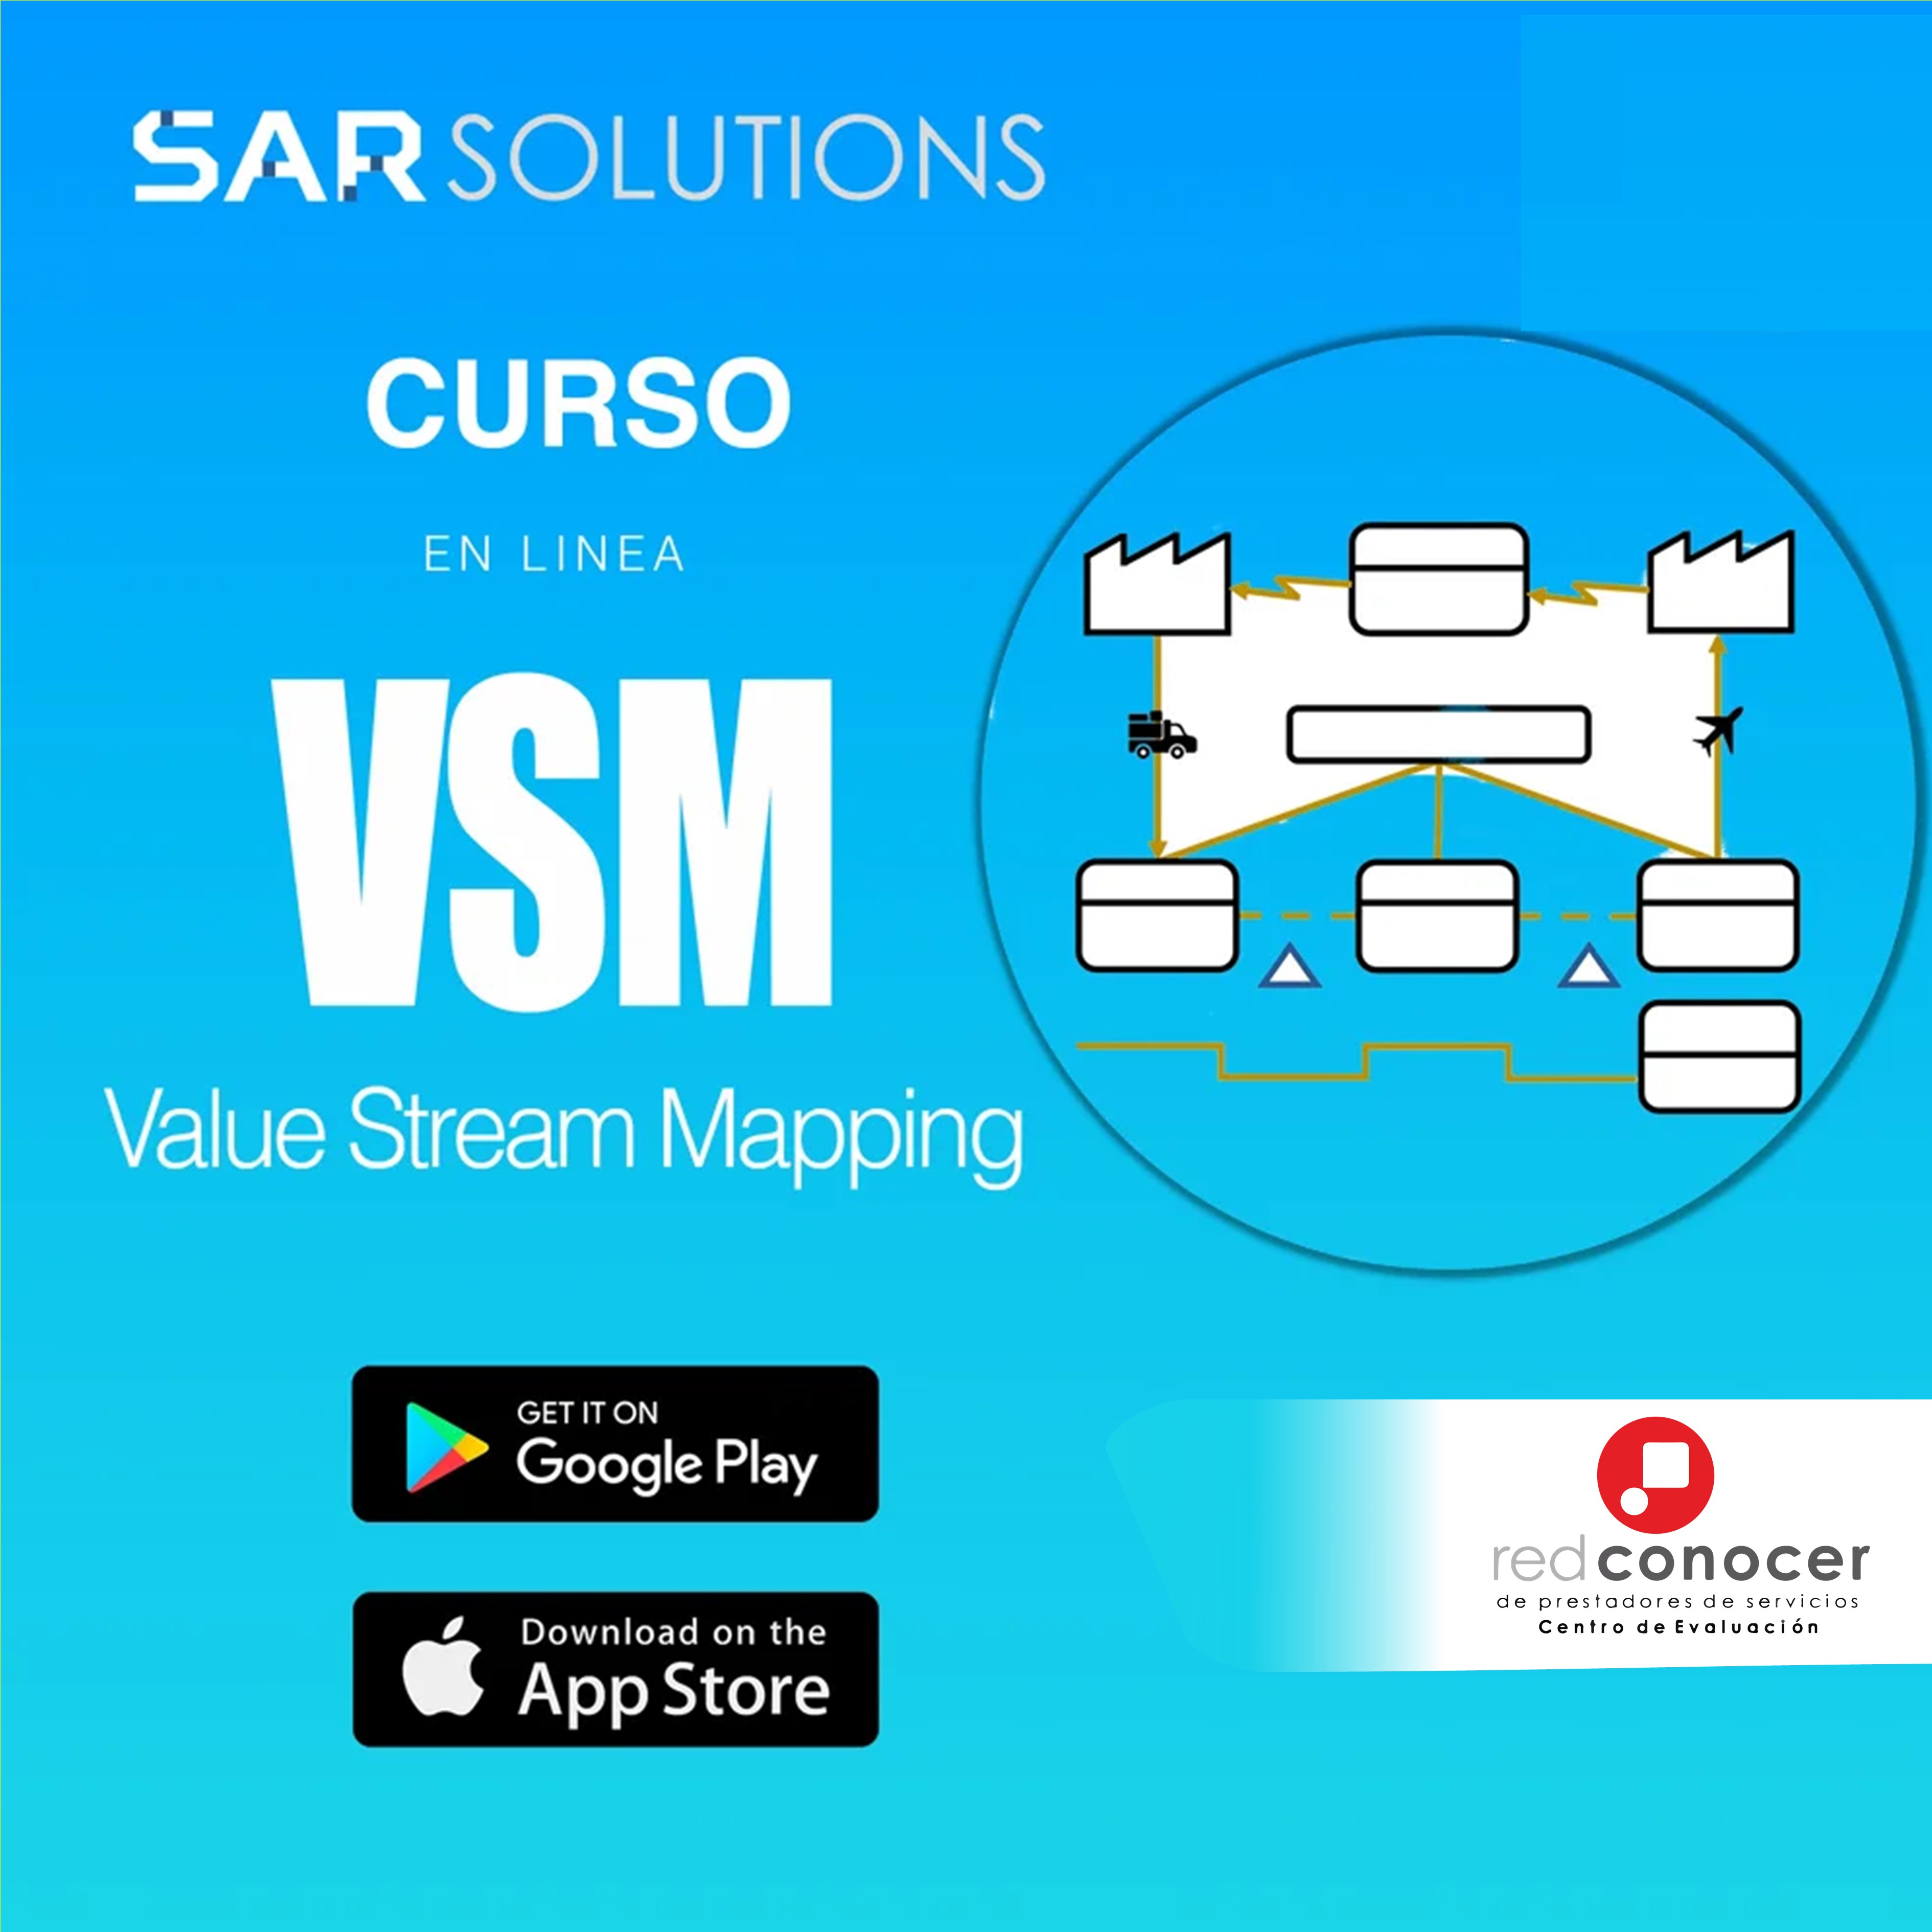 SAR SOLUTIONS
CURSO
EN LINEA
VSM
Value Stream Mapping
GET IT ON
Google Play
Download on the
App Store
red conocer
de prestadores de servicios
Centro de Evaluación